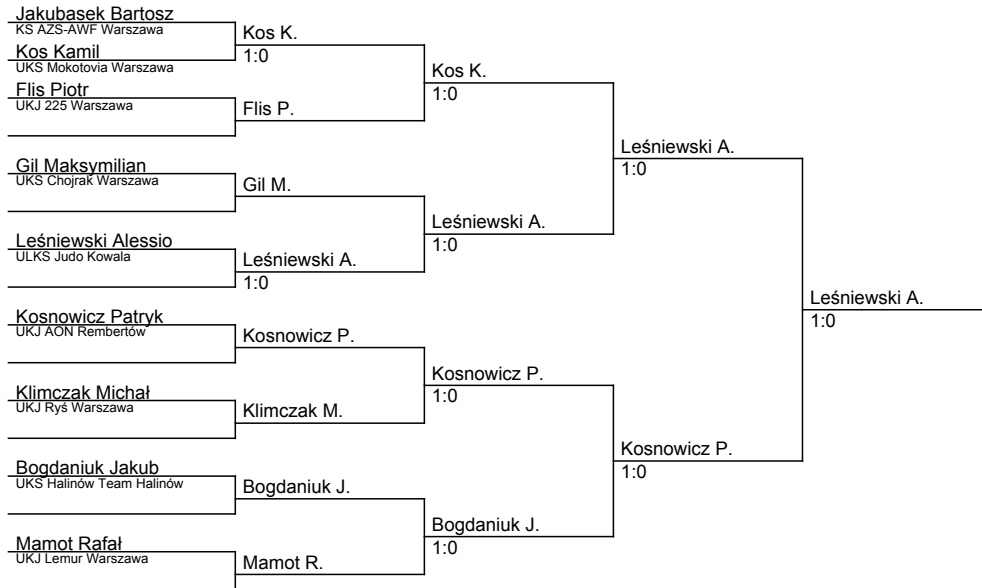 Jakubasek Bartosz
KS AZS-AWF Warszawa
Kos Kamil
UKS Mokotovia Warszawa
Flis Piotr
UKJ 225 Warszawa
Gil Maksymilian
UKS Chojrak Warszawa
Leśniewski Alessio
ULKS Judo Kowala
Kosnowicz Patryk
UKJ AON Rembertów
Klimczak Michał
UKJ Ryś Warszawa
Bogdaniuk Jakub
UKS Halinów Team Halinów
Mamot Rafał
UKJ Lemur Warszawa
Kos K.
1:0
Flis P.
Gil M.
Leśniewski A.
1:0
Kosnowicz P.
Klimczak M.
Bogdaniuk J.
Mamot R.
Kos K.
1:0
Leśniewski A.
1:0
Kosnowicz P.
1:0
Bogdaniuk J.
1:0
Leśniewski A.
1:0
Kosnowicz P.
1:0
Leśniewski A.
1:0